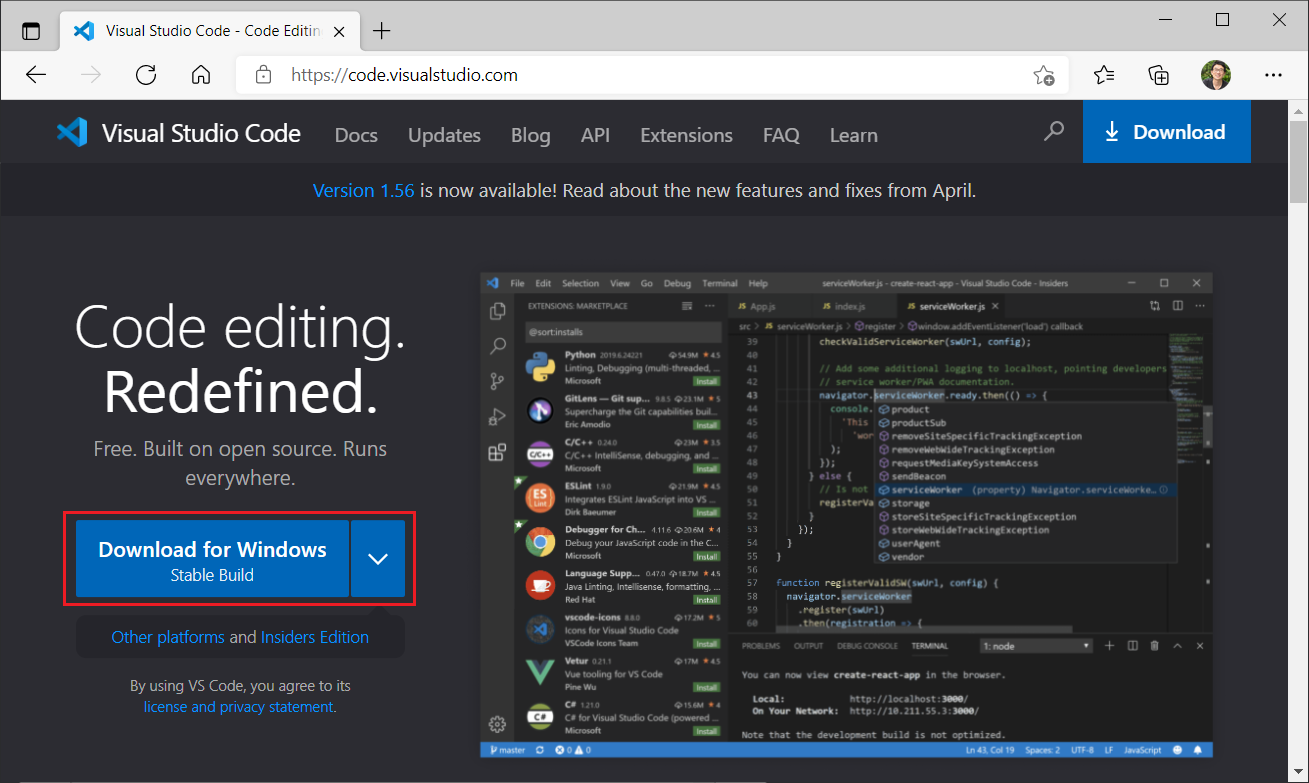 Visual Studio Code - Code Editin
https://code.visualstudio.com
Visual Studio Code
Docs
Updates
Blog
API
Extensions
FAQ
Learn
Download
Version 1.56 is now available! Read about the new features and fixes from April.
Code editing.
Redefined.
Free. Built on open source. Runs
everywhere.
Download for Windows
Stable Build
Other platforms and Insiders Edition
By using VS Code, you agree to its
license and privacy statement.
File Edit Selection View Go Debug Terminal Help
serviceWorker.js - create-react-app - Visual Studio Code - Insiders
EXTENSIONS: MARKETPLACE
@sort:installs
Python 2019.6.24221 54.9M ★ 4.5
Linting, Debugging (multi-threaded, ...
Microsoft Install
GitLens — Git sup... 9.8.5 23.1M ★ 5
Supercharge the Git capabilities buil...
Eric Amodio Install
C/C++ 0.24.0 23M ★ 3.5
C/C++ IntelliSense, debugging, and ...
Microsoft Install
ESLint 1.9.0 21.9M ★ 4.5
Integrates ESLint JavaScript into VS ...
Dirk Baeumer Install
Debugger for Ch... 4.11.6 20.6M ★ 4
Debug your JavaScript code in the C...
Microsoft Install
Language Supp... 0.47.0 18.7M ★ 4.5
Java Linting, Intellisense, formatting, ...
Red Hat Install
vscode-icons 8.8.0 17.2M ★ 5
Icons for Visual Studio Code
VSCode Icons Team Install
Vetur 0.21.1 17M ★ 4.5
Vue tooling for VS Code
Pine Wu Install
C# 1.21.0 15.6M ★ 4
C# for Visual Studio Code (powered ...
Microsoft Install
JS App.js
JS index.js
JS serviceWorker.js
src > JS serviceWorker.js > register > window.addEventListener('load') callback
39 checkValidServiceWorker(swUrl, config);
40
41 // Add some additional logging to localhost, pointing developers
42 // service worker/PWA documentation.
43 navigator.serviceWorker.ready.then(() => {
44 console.
45 'This
46 'wor
47 );
48 });
49 } else {
50 // Is not
51 registerVa
52 }
53 });
54 }
55 }
56
57 function registerValidSW(swUrl, config) {
58 navigator.serviceWorker
59 .register(swUrl)
60 .then(registration => {
product
productSub
removeSiteSpecificTrackingException
removeWebWideTrackingException
requestMediaKeySystemAccess
sendBeacon
serviceWorker (property) Navigator.serviceWorke...
storage
storeSiteSpecificTrackingException
storeWebWideTrackingException
userAgent
vendor
PROBLEMS OUTPUT DEBUG CONSOLE TERMINAL
1: node
You can now view create-react-app in the browser.
Local: http://localhost:3000/
On Your Network: http://10.211.55.3:3000/
Note that the development build is not optimized.
master
0 0
Ln 43, Col 19 Spaces: 2 UTF-8 LF JavaScript